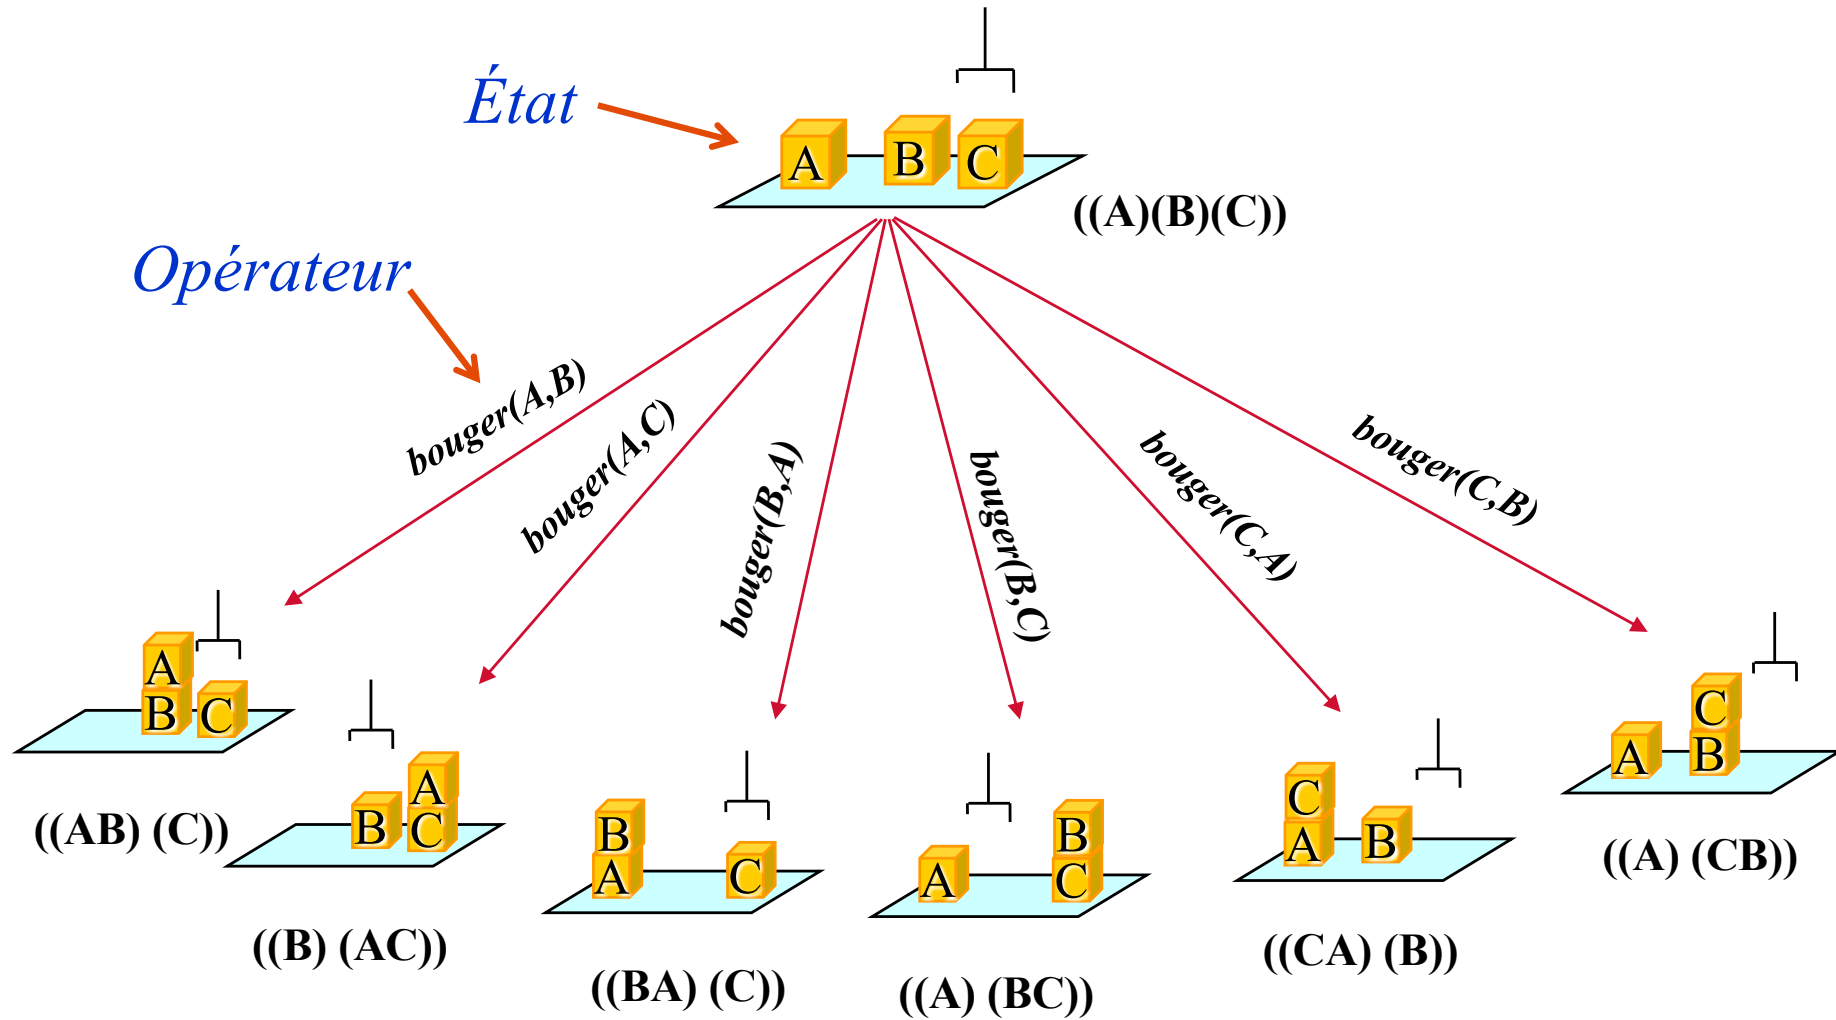 État
A B C
((A)(B)(C))
Opérateur
bouger(A,B)
bouger(A,C)
bouger(B,A)
bouger(B,C)
bouger(C,A)
bouger(C,B)
A
B C
((AB) (C))
A
B C
((B) (AC))
B
A C
((BA) (C))
B
A C
((A) (BC))
C
A B
((CA) (B))
C
A B
((A) (CB))